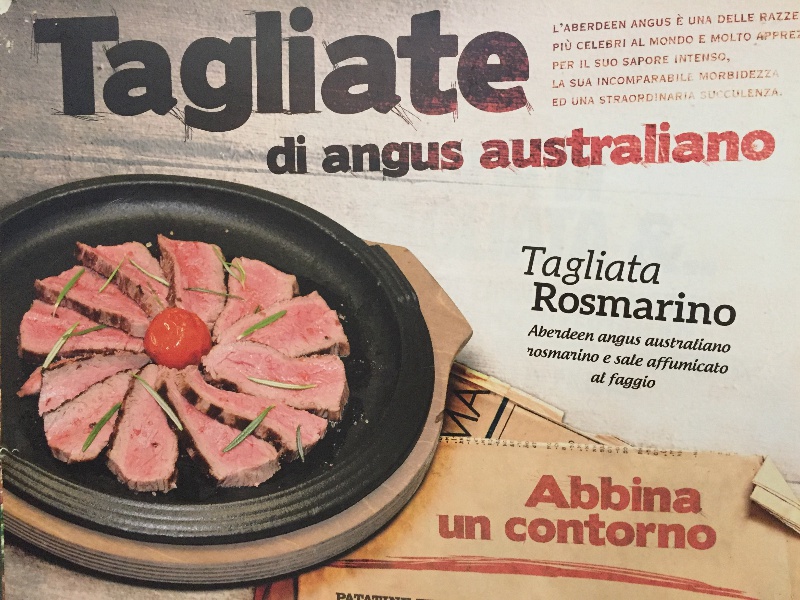 Tagliate
di angus australiano
L'ABERDEEN ANGUS È UNA DELLE RAZZE
PIÙ CELEBRI AL MONDO E MOLTO
PER IL SUO SAPORE INTENSO,
LA SUA INCOMPARABILE MORBIDEZZA
ED UNA STRAORDINARIA SUCCULENZA.
Tagliata
Rosmarino
Aberdeen angus australiano
rosmarino e sale affumicato
al faggio
MA
Abbina
un contorno
PATATINE